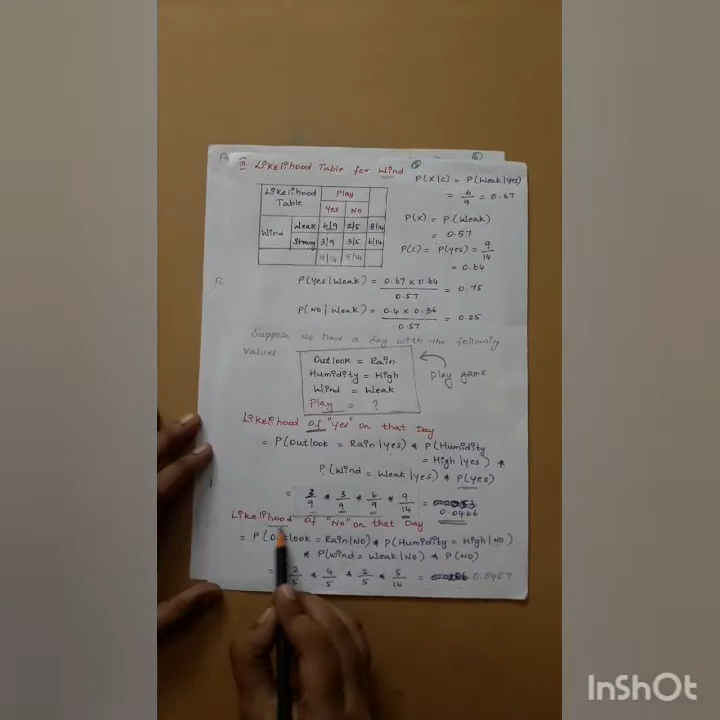 III Likelihood Table for Wind ⑤
Likelihood Table Play
Yes No
Wind Weak 6/9 2/5 8/14
Strong 3/9 3/5 6/14
9/14 5/14
P(X|C) = P(Weak|Yes)
= 6/9 = 0.67
P(X) = P(Weak)
= 0.57
P(C) = P(Yes) = 9/14
= 0.64
P(Yes|Weak) = 0.67 x 0.64 / 0.57 = 0.75
P(No|Weak) = 0.4 x 0.36 / 0.57 = 0.25
Suppose we have a day with the following
values :
Outlook = Rain
Humidity = High
Wind = Weak
Play = ?
Play game
Likelihood of "Yes" on that Day
= P(Outlook = Rain|Yes) * P(Humidity
= High|Yes) *
P(Wind = Weak|Yes) * P(Yes)
= 3/9 * 3/9 * 6/9 * 9/14 =
0.0466
Likelihood of "No" on that Day
= P(Outlook = Rain|No) * P(Humidity = High|No)
* P(Wind = Weak|No) * P(No)
= 2/5 * 4/5 * 2/5 * 5/14 = 0.0457
InShOt